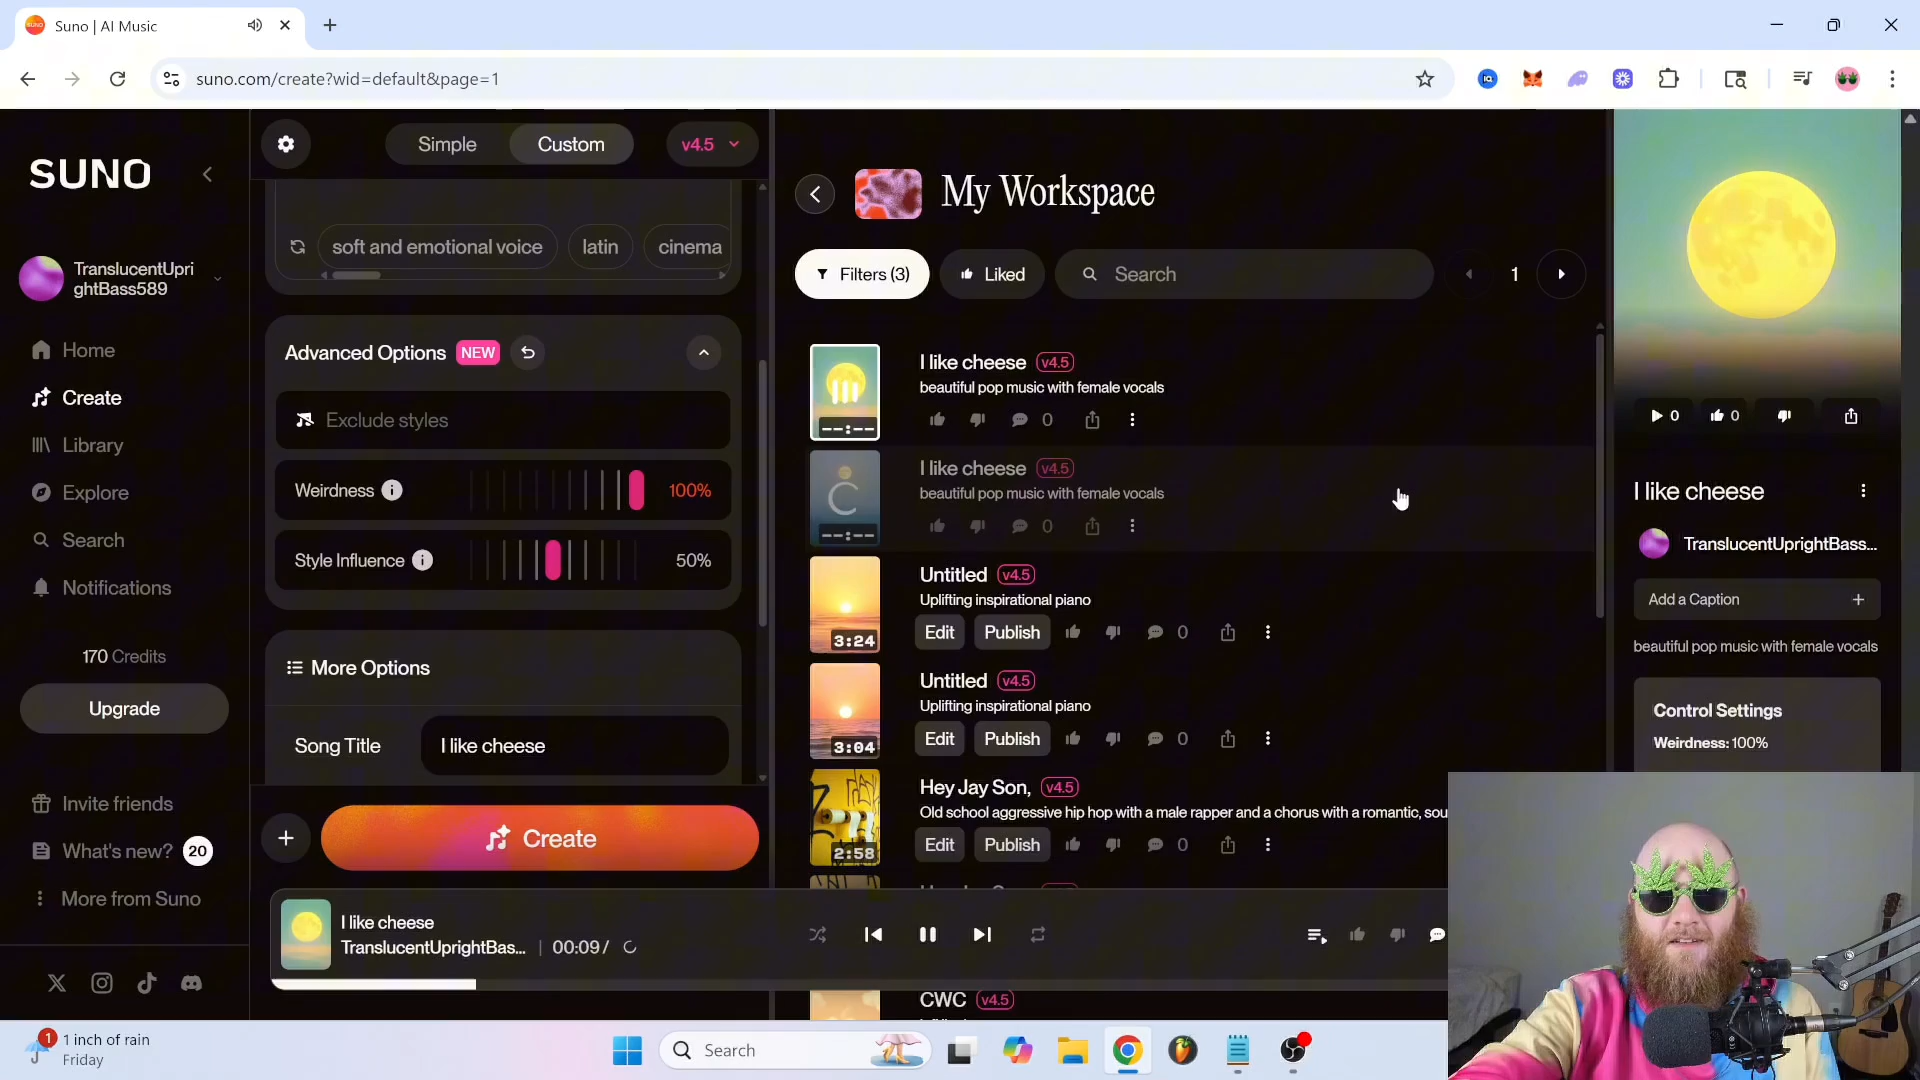 Suno | AI Music
suno.com/create?wid=default&page=1
SUNO
TranslucentUpri
ghtBass589
Home
Create
Library
Explore
Search
Notifications
170 Credits
Upgrade
Invite friends
What's new? 20
More from Suno
Simple
Custom
v4.5
soft and emotional voice
latin
cinema
Advanced Options NEW
Exclude styles
Weirdness i 100%
Style Influence i 50%
More Options
Song Title
I like cheese
Create
My Workspace
Filters (3)
Liked
Search
1
I like cheese v4.5
beautiful pop music with female vocals
0
--:--
I like cheese v4.5
beautiful pop music with female vocals
0
--:--
Untitled v4.5
Uplifting inspirational piano
3:24
Edit
Publish
0
Untitled v4.5
Uplifting inspirational piano
3:04
Edit
Publish
0
Hey Jay Son, v4.5
Old school aggressive hip hop with a male rapper and a chorus with a romantic, sou
2:58
Edit
Publish
0
CWC v4.5
I like cheese
TranslucentUprightBas...
00:09 /
0
0
I like cheese
TranslucentUprightBass...
Add a Caption
beautiful pop music with female vocals
Control Settings
Weirdness: 100%
1
1 inch of rain
Friday
Search